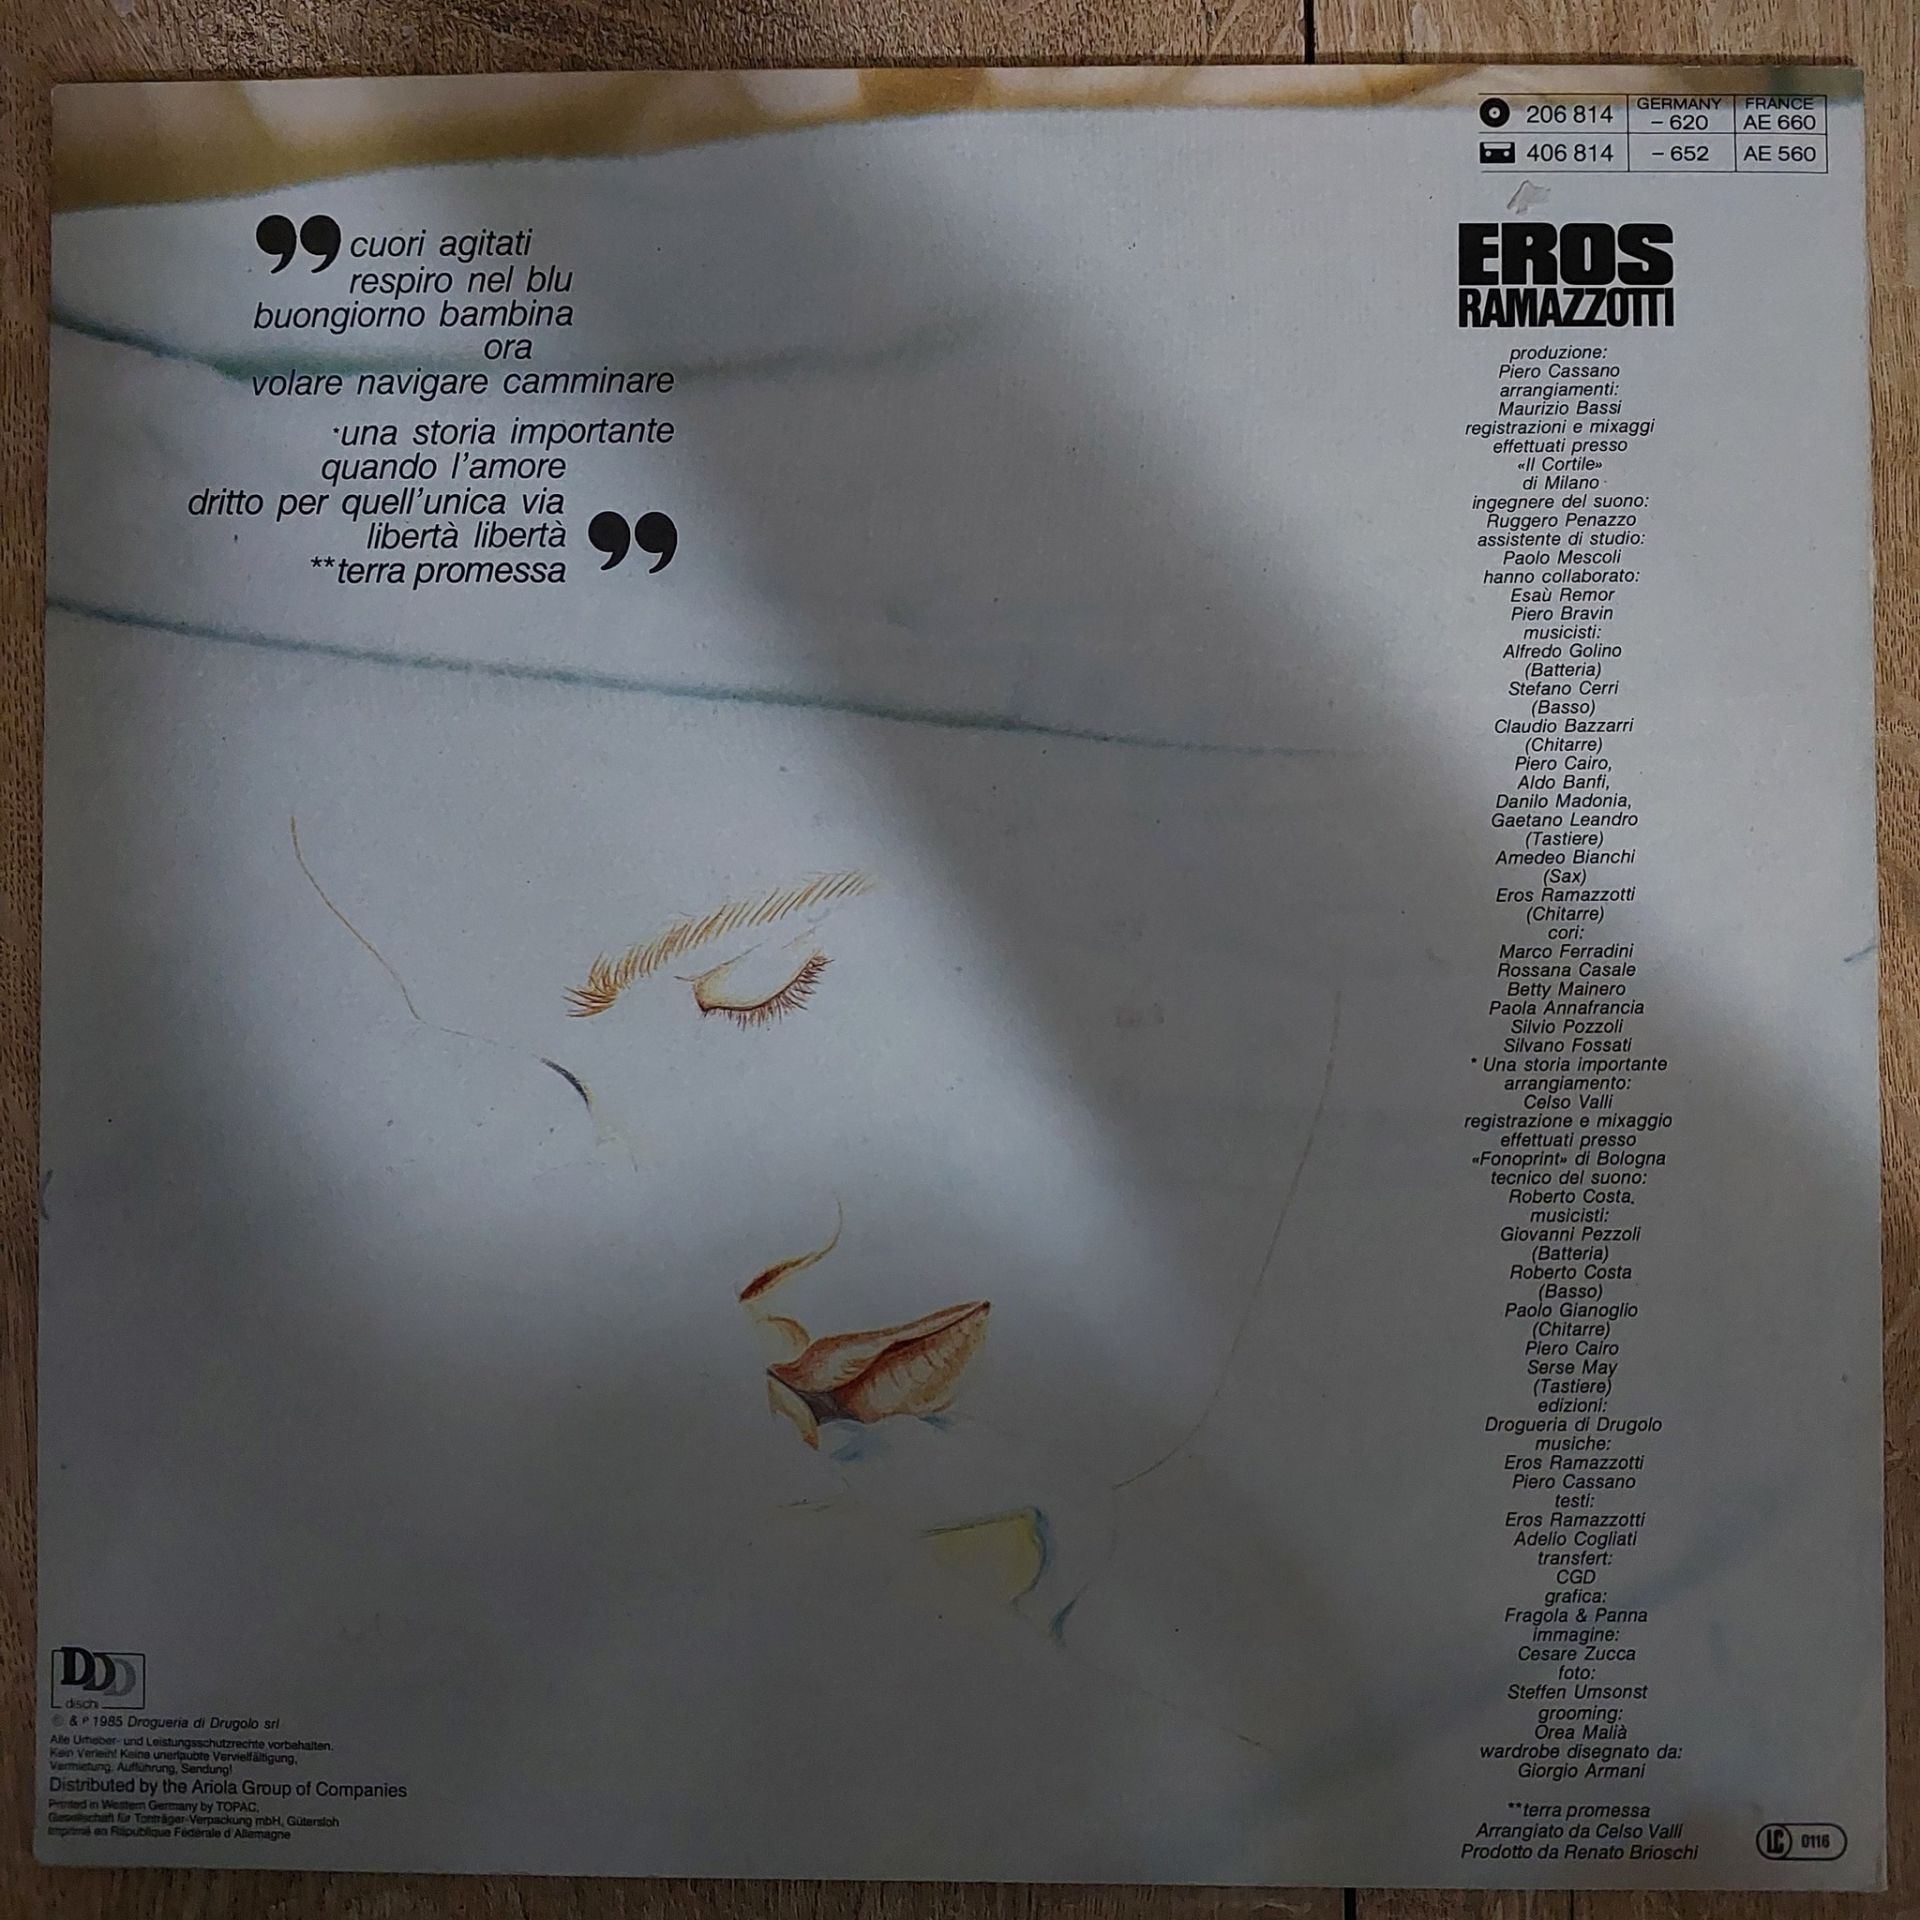 206 814 GERMANY – 620 FRANCE AE 660
406 814 – 652 AE 560
❟❟ cuori agitati
respiro nel blu
buongiorno bambina
ora
volare navigare camminare
*una storia importante
quando l'amore
dritto per quell'unica via
libertà libertà ❟❟
**terra promessa
EROS
RAMAZZOTTI
produzione:
Piero Cassano
arrangiamenti:
Maurizio Bassi
registrazioni e mixaggi
effettuati presso
«Il Cortile»
di Milano
ingegnere del suono:
Ruggero Penazzo
assistente di studio:
Paolo Mescoli
hanno collaborato:
Esaù Remor
Piero Bravin
musicisti:
Alfredo Golino
(Batteria)
Stefano Cerri
(Basso)
Claudio Bazzarri
(Chitarre)
Piero Cairo,
Aldo Banfi,
Danilo Madonia,
Gaetano Leandro
(Tastiere)
Amedeo Bianchi
(Sax)
Eros Ramazzotti
(Chitarre)
cori:
Marco Ferradini
Rossana Casale
Betty Mainero
Paola Annafrancia
Silvio Pozzoli
Silvano Fossati
* Una storia importante
arrangiamento:
Celso Valli
registrazione e mixaggio
effettuati presso
«Fonoprint» di Bologna
tecnico del suono:
Roberto Costa.
musicisti:
Giovanni Pezzoli
(Batteria)
Roberto Costa
(Basso)
Paolo Gianoglio
(Chitarre)
Piero Cairo
Serse May
(Tastiere)
edizioni:
Drogueria di Drugolo
musiche:
Eros Ramazzotti
Piero Cassano
testi:
Eros Ramazzotti
Adelio Cogliati
transfert:
CGD
grafica:
Fragola & Panna
immagine:
Cesare Zucca
foto:
Steffen Umsonst
grooming:
Orea Malià
wardrobe disegnato da:
Giorgio Armani
**terra promessa
Arrangiato da Celso Valli
Prodotto da Renato Brioschi
LC 0116
DDD
dischi
© & ℗ 1985 Drogueria di Drugolo srl
Alle Urheber- und Leistungsschutzrechte vorbehalten.
Kein Verleih! Keine unerlaubte Vervielfältigung,
Vermietung, Aufführung, Sendung!
Distributed by the Ariola Group of Companies
Printed in Western Germany by TOPAC,
Gesellschaft für Tonträger-Verpackung mbH, Gütersloh
Imprimé en République Fédérale d'Allemagne